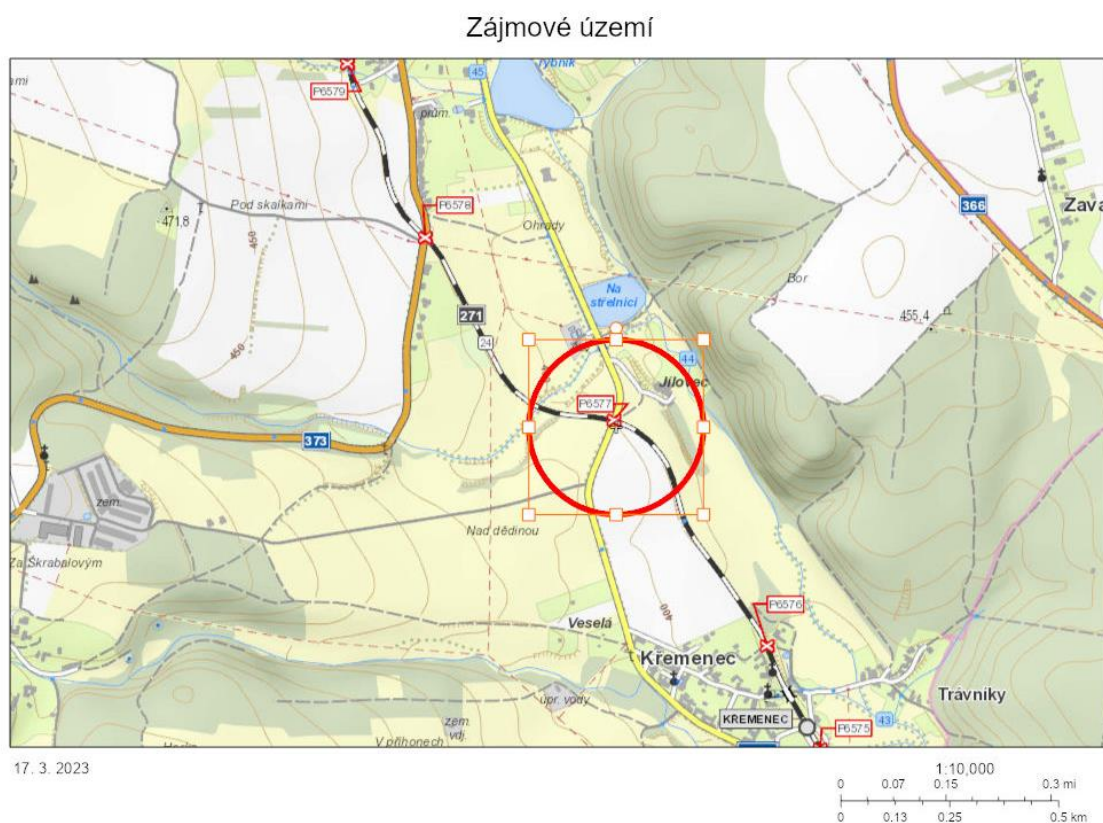 Zájmové území
rybník
45
P6579
prům.
Pod skalkami
471,8
P6578
450
Ohrady
366
Zava
Na
střelnici
Bor
271
24
455,4
450
44
Jílovec
P6577
373
zem.
Nad dědinou
Za Škrabalovým
400
P6576
Veselá
Křemenec
Trávníky
úpr. vody
KŘEMENEC
43
zem.
vdj.
V příhonech
P6575
17. 3. 2023
1:10,000
0 0.07 0.15 0.3 mi
0 0.13 0.25 0.5 km